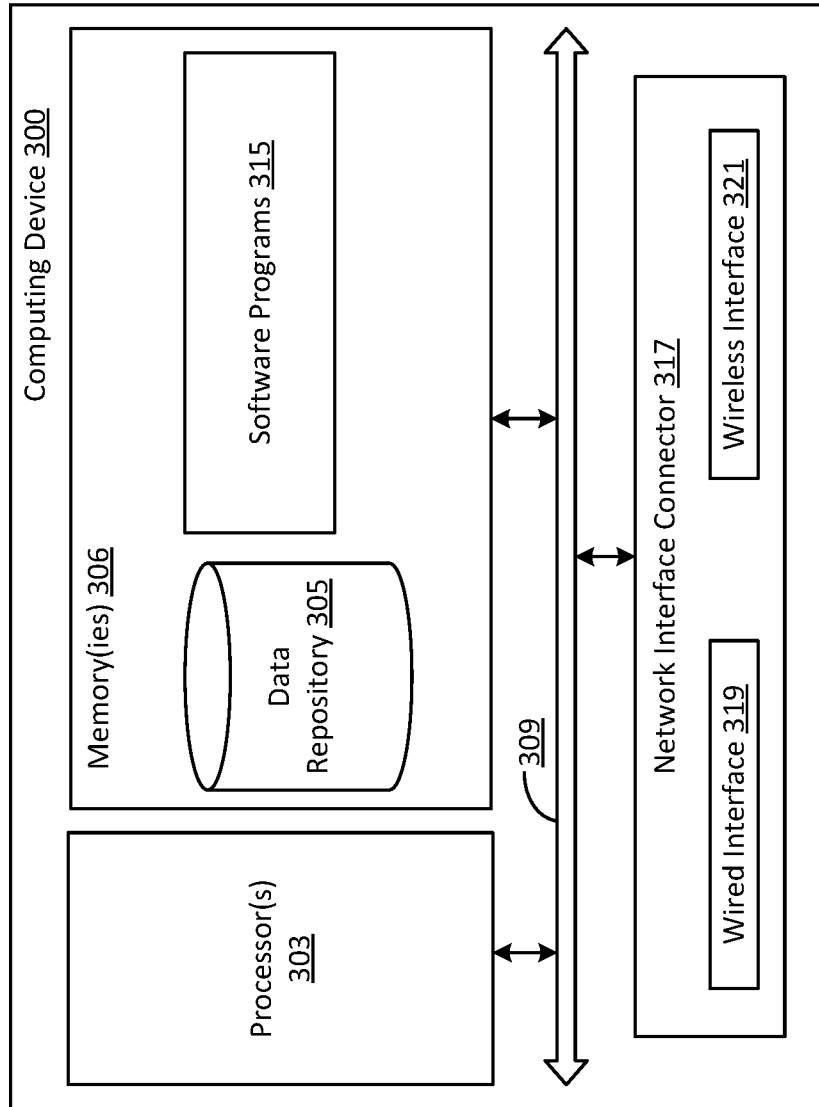 Computing Device 300
Processor(s)
303
Memory(ies) 306
Data
Repository 305
Software Programs 315
309
Network Interface Connector 317
Wired Interface 319
Wireless Interface 321